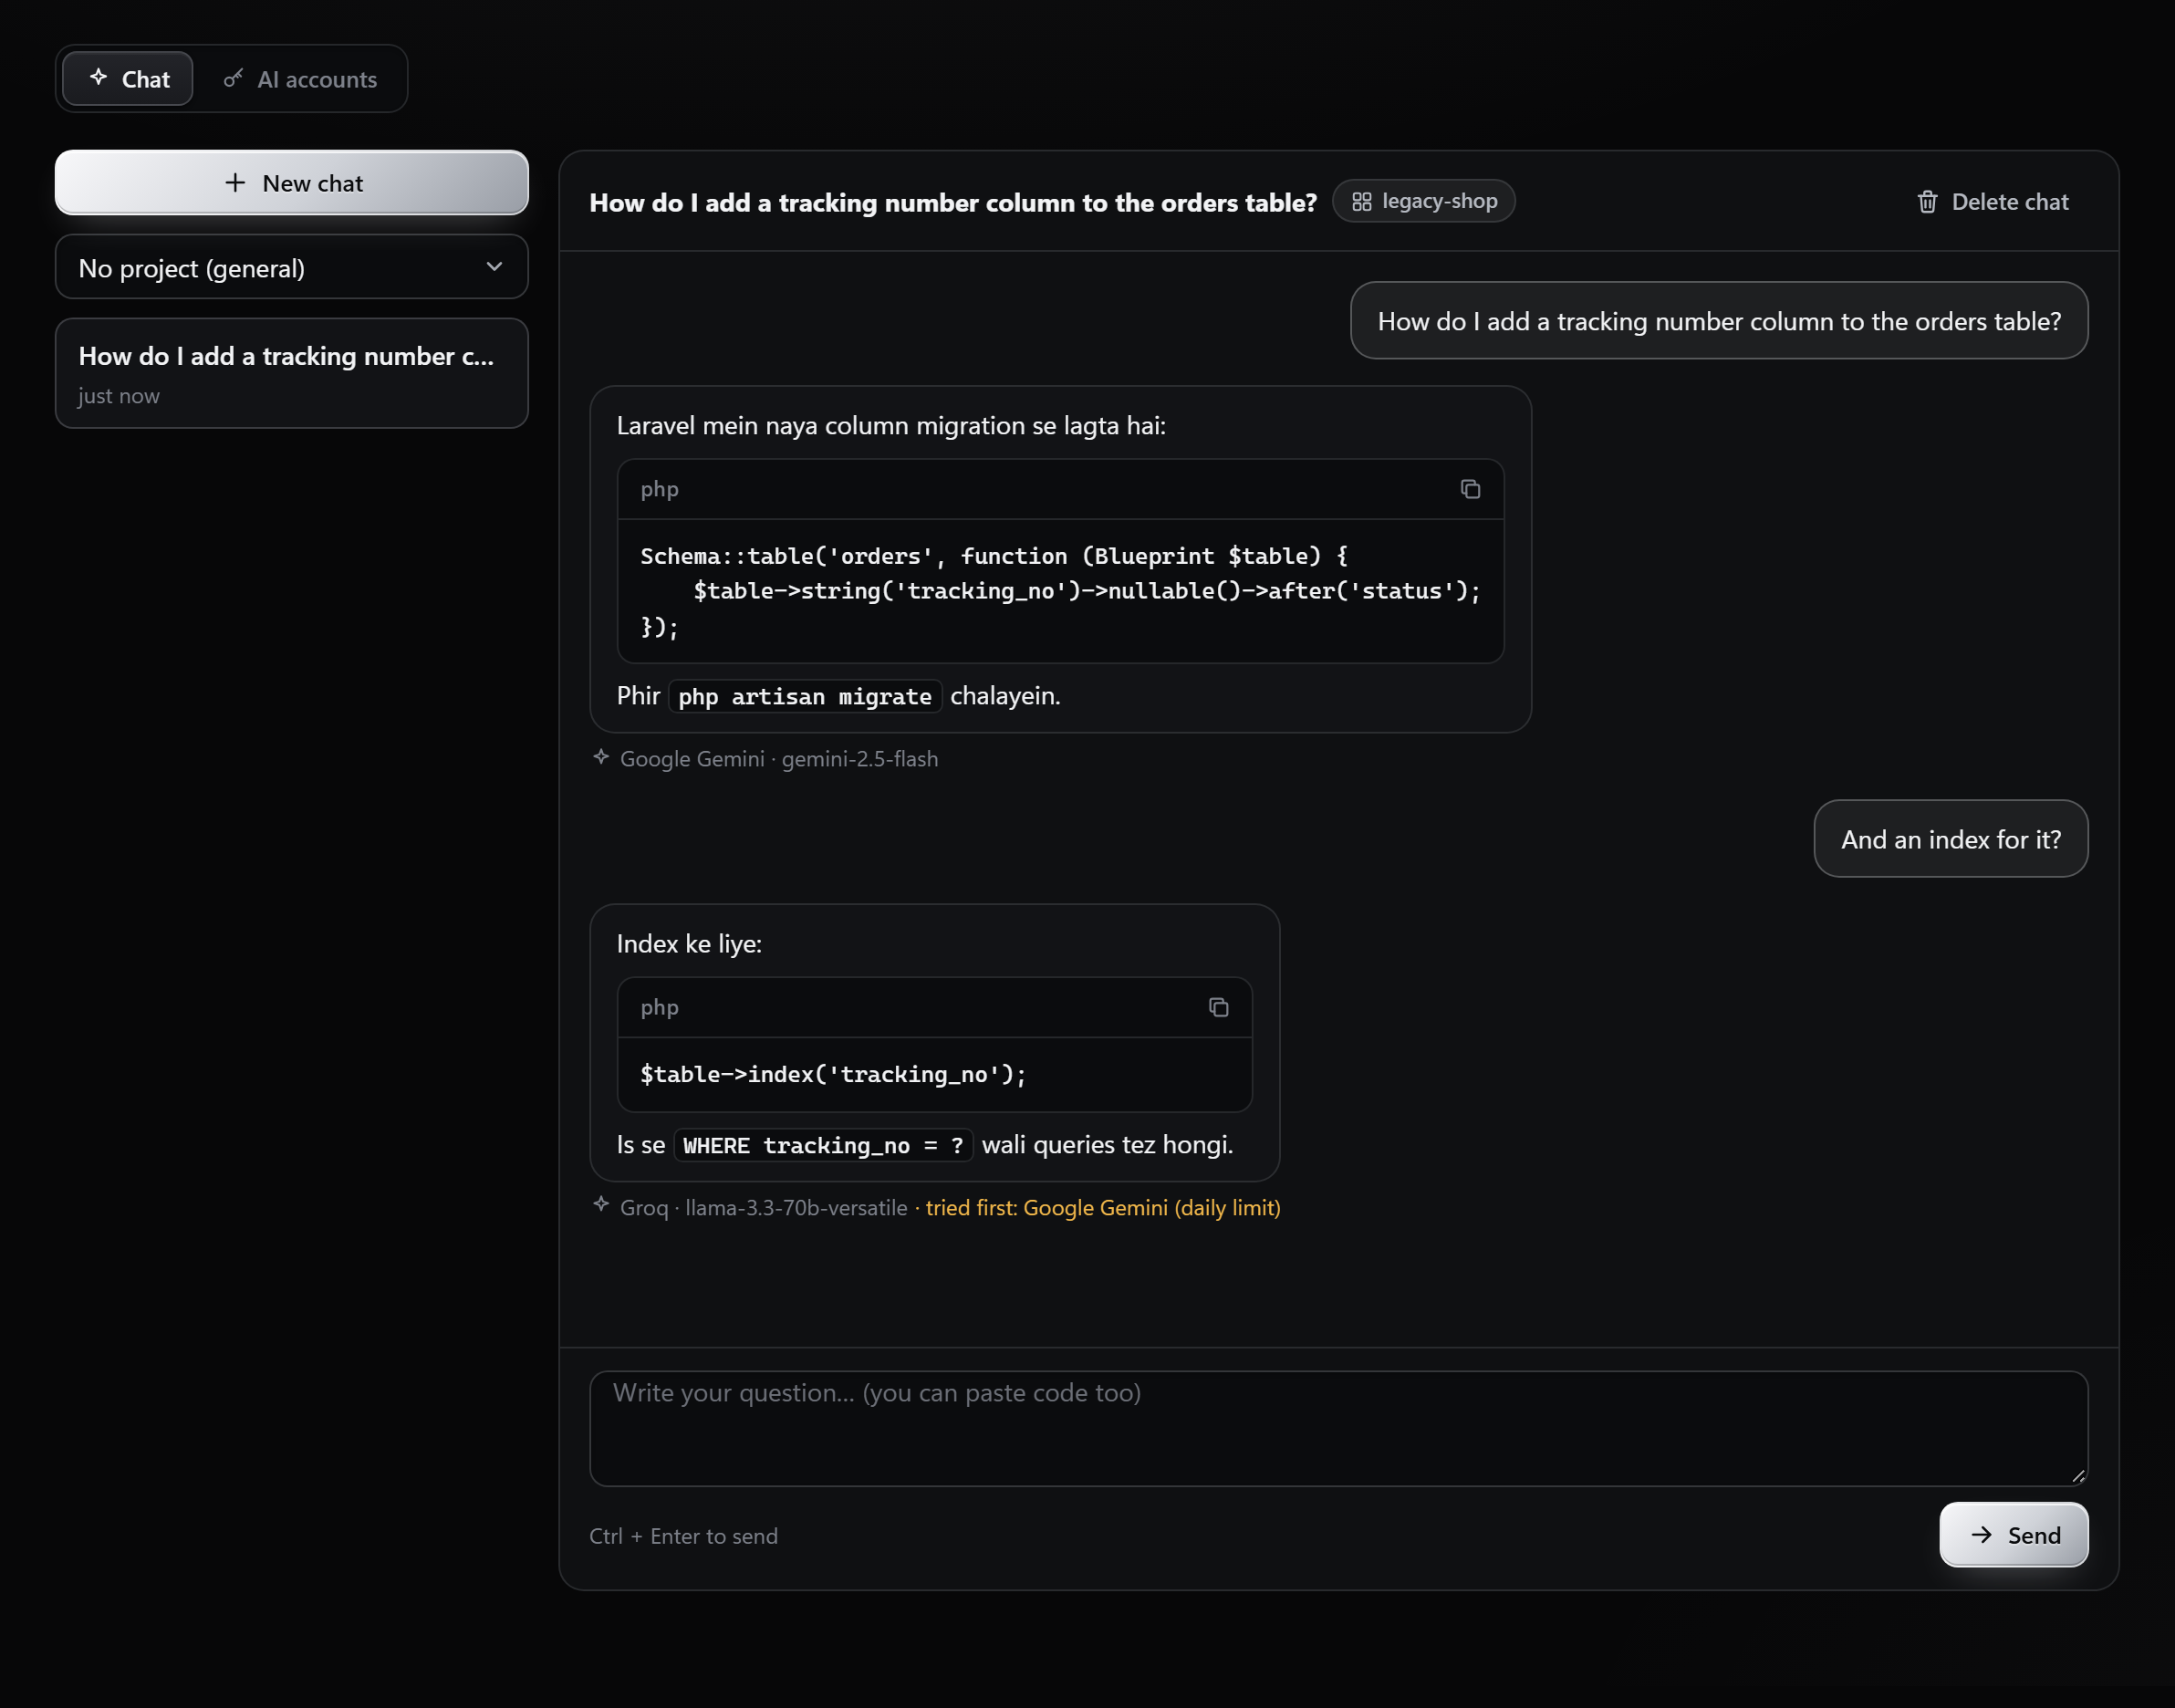 Chat
AI accounts
New chat
No project (general)
How do I add a tracking number c...
just now
How do I add a tracking number column to the orders table?
legacy-shop
Delete chat
How do I add a tracking number column to the orders table?
Laravel mein naya column migration se lagta hai:
php
Schema::table('orders', function (Blueprint $table) {
    $table->string('tracking_no')->nullable()->after('status');
});
Phir php artisan migrate chalayein.
Google Gemini · gemini-2.5-flash
And an index for it?
Index ke liye:
php
$table->index('tracking_no');
Is se WHERE tracking_no = ? wali queries tez hongi.
Groq · llama-3.3-70b-versatile · tried first: Google Gemini (daily limit)
Write your question... (you can paste code too)
Ctrl + Enter to send
Send